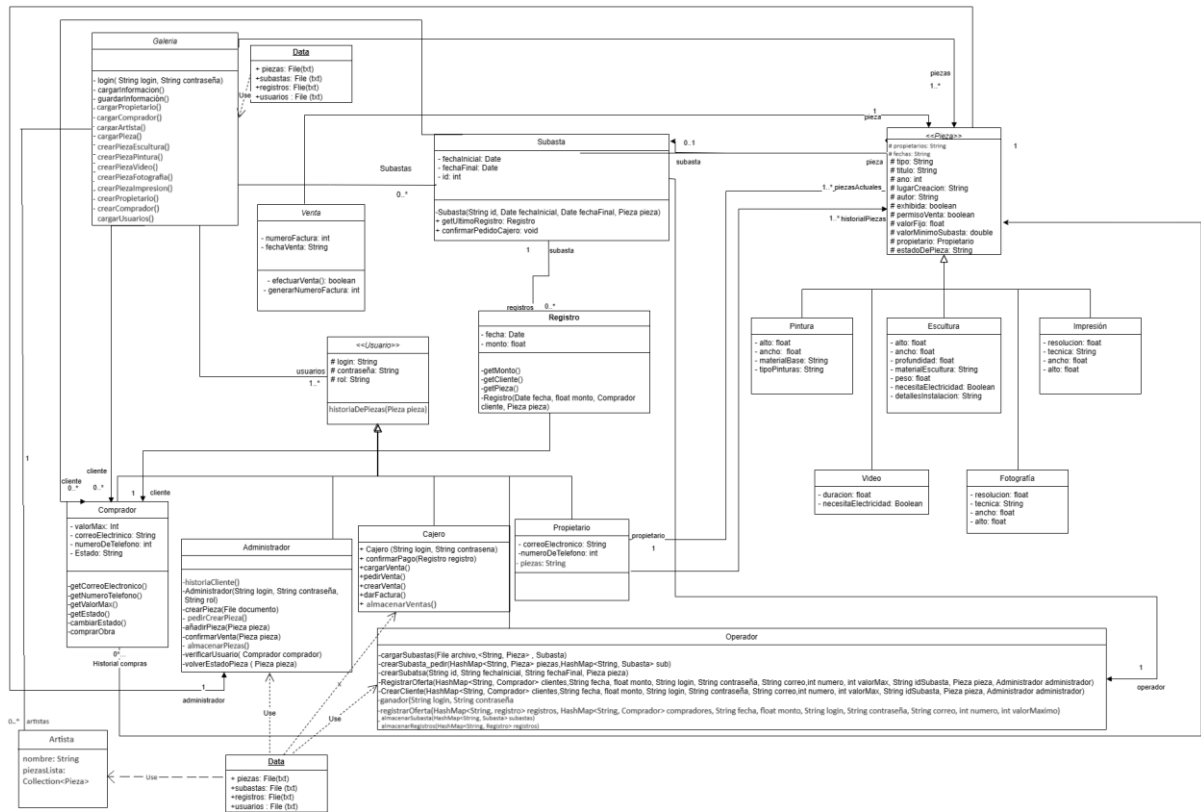 Galeria
- login( String login, String contraseña)
- cargarInformacion()
- guardarInformación()
- cargarPropietario()
- cargarComprador()
- cargarArtista()
- cargarPieza()
- crearPiezaEscultura()
- crearPiezaPintura()
- crearPiezaVideo()
- crearPiezaFotografia()
- crearPiezaImpresion()
- crearPropietario()
- crearComprador()
cargarUsuarios()
Data
+ piezas: File(txt)
+subastas: File (txt)
+registros: Flie(txt)
+usuarios : File (txt)
Use
piezas
1..*
1
pieza
Subastas
0..*
Subasta
- fechaInicial: Date
- fechaFinal: Date
- id: int
-Subasta(String id, Date fechaInicial, Date fechaFinal, Pieza pieza)
+ getUltimoRegistro: Registro
+ confirmarPedidoCajero: void
0..1
subasta
pieza
1
<<Pieza>>
# propietarios: String
# fechas: String
# tipo: String
# titulo: String
# ano: int
# lugarCreacion: String
# autor: String
# exhibida: boolean
# permisoVenta: boolean
# valorFijo: float
# valorMinimoSubasta: double
# propietario: Propietario
# estadoDePieza: String
1..* piezasActuales
1..* historialPiezas
Venta
- numeroFactura: int
- fechaVenta: String
- efectuarVenta(): boolean
- generarNumeroFactura: int
1
subasta
registros
0..*
Registro
- fecha: Date
- monto: float
-getMonto()
-getCliente()
-getPieza()
-Registro(Date fecha, float monto, Comprador cliente, Pieza pieza)
<<Usuario>>
# login: String
# contraseña: String
# rol: String
historiaDePiezas(Pieza pieza)
usuarios
1..*
Pintura
- alto: float
- ancho: float
- materialBase: String
- tipoPinturas: String
Escultura
- alto: float
- ancho: float
- profundidad: float
- materialEscultura: String
- peso: float
- necesitaElectricidad: Boolean
- detallesInstalacion: String
Impresión
- resolucion: float
- tecnica: String
- ancho: float
- alto: float
Video
- duracion: float
- necesitaElectricidad: Boolean
Fotografía
- resolucion: float
- tecnica: String
- ancho: float
- alto: float
cliente
0..*
cliente
0..*
1
cliente
Comprador
- valorMax: Int
- correoElectrinico: String
- numeroDeTelefono: int
- Estado: String
-getCorreoElectronico()
-getNumeroTelefono()
-getValorMax()
-getEstado()
-cambiarEstado()
-comprarObra
0*...
Historial compras
Administrador
-historiaCliente()
-Administrador(String login, String contraseña, String rol)
-crearPieza(File documento)
- pedirCrearPieza()
-añadirPieza(Pieza pieza)
-confirmarVenta(Pieza pieza)
- almacenarPiezas()
-verificarUsuario( Comprador comprador)
-volverEstadoPieza ( Pieza pieza)
1
administrador
Cajero
+ Cajero (String login, String contrasena)
+ confirmarPago(Registro registro)
+cargarVenta()
+pedirVenta()
+crearVenta()
+darFactura()
+ almacenarVentas()
Propietario
- correoElectronico: String
-numeroDeTelefono: int
- piezas: String
propietario
1
Operador
-cargarSubastas(File archivo,<String, Pieza> , Subasta)
-crearSubasta_pedir(HashMap<String, Pieza> piezas,HashMap<String, Subasta> sub)
-crearSubatsa(String id, String fechaInicial, String fechaFinal, Pieza pieza)
-RegistrarOferta(HashMap<String, Comprador> clientes,String fecha, float monto, String login, String contraseña, String correo,int numero, int valorMax, String idSubasta, Pieza pieza, Administrador administrador)
-CrearCliente(HashMap<String, Comprador> clientes,String fecha, float monto, String login, String contraseña, String correo,int numero, int valorMax, String idSubasta, Pieza pieza, Administrador administrador)
-ganador(String login, String contraseña
-registrarOferta(HashMap<String, registro> registros, HashMap<String, Comprador> compradores, String fecha, float monto, String login, String contraseña, String correo, int numero, int valorMaximo)
almacenarSubasta(HashMap<String, Subasta> subastas)
almacenarRegistros(HashMap<String, Registro> registros)
1
operador
Use
Use
1
0..* artistas
Artista
nombre: String
piezasLista: Collection<Pieza>
Use
Data
+ piezas: File(txt)
+subastas: File (txt)
+registros: Flie(txt)
+usuarios : File (txt)